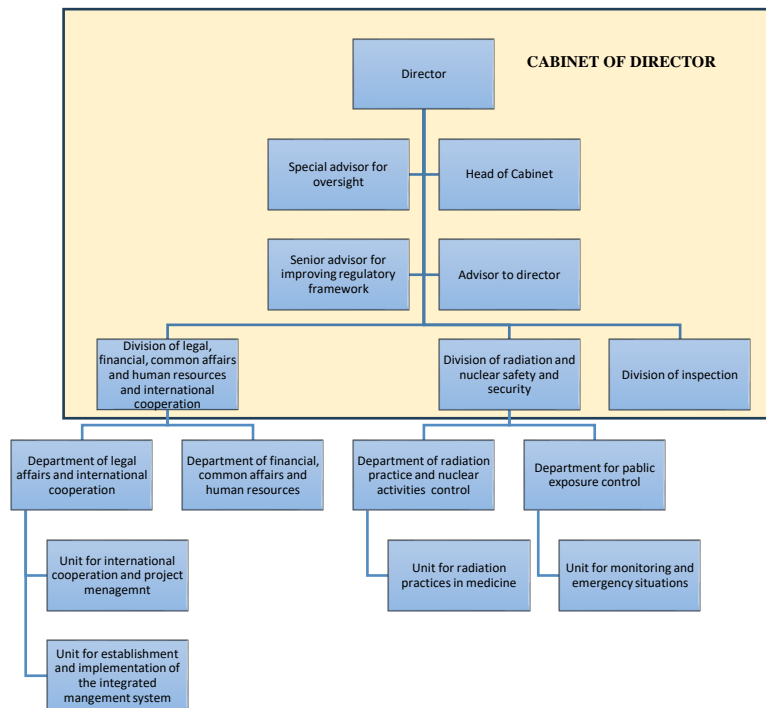 CABINET OF DIRECTOR
Director
Special advisor for
oversight
Head of Cabinet
Senior advisor for
improving regulatory
framework
Advisor to director
Division of legal,
financial, common affairs
and human resources
and international
cooperation
Division of radiation and
nuclear safety and
security
Division of inspection
Department of legal
affairs and international
cooperation
Department of financial,
common affairs and
human resources
Department of radiation
practice and nuclear
activities control
Department for public
exposure control
Unit for international
cooperation and project
menagemnt
Unit for radiation
practices in medicine
Unit for monitoring and
emergency situations
Unit for establishment
and implementation of
the integrated
mangement system